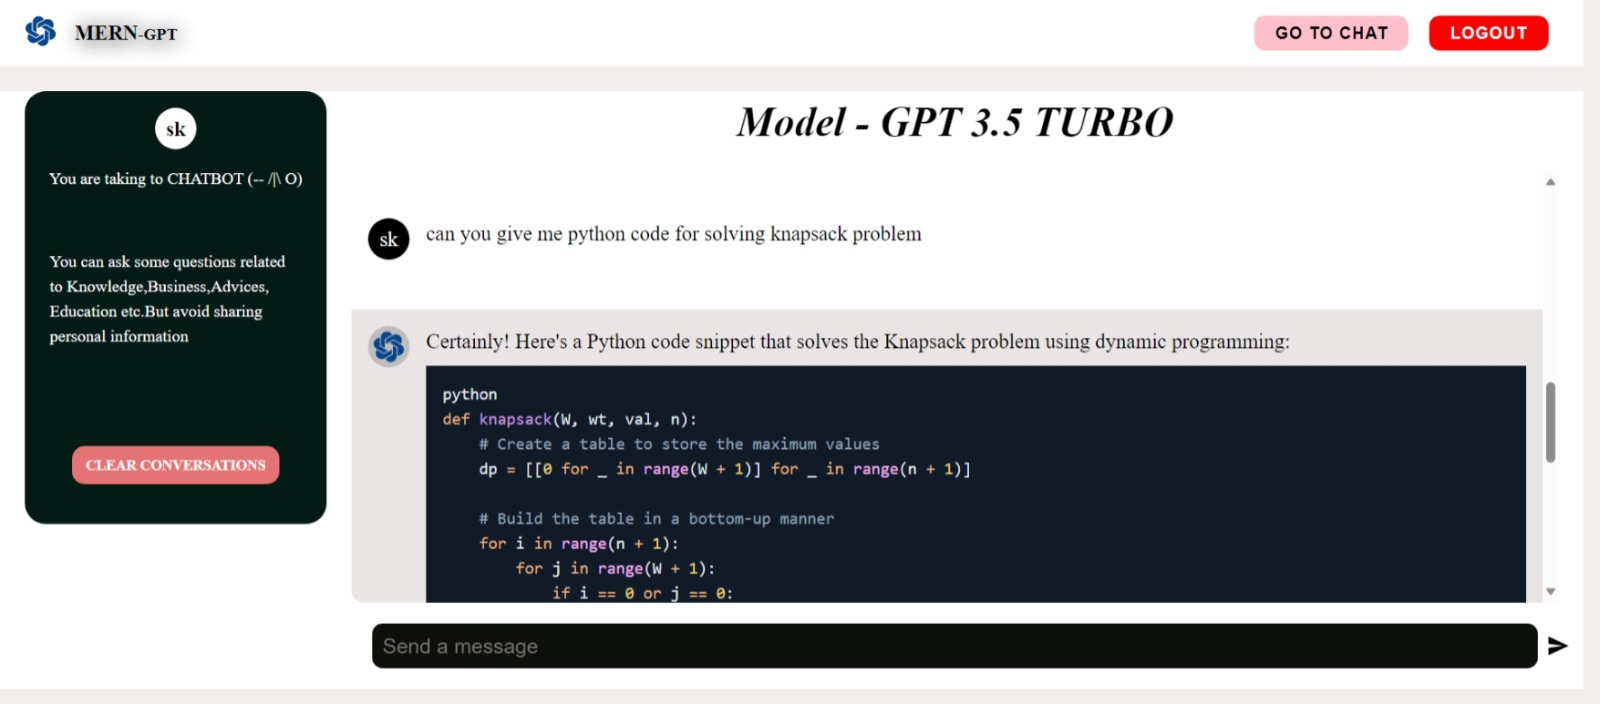 MERN-GPT
GO TO CHAT
LOGOUT
sk
You are taking to CHATBOT (-- /|\ O)
You can ask some questions related
to Knowledge,Business,Advices,
Education etc.But avoid sharing
personal information
CLEAR CONVERSATIONS
Model - GPT 3.5 TURBO
sk
can you give me python code for solving knapsack problem
Certainly! Here's a Python code snippet that solves the Knapsack problem using dynamic programming:
python
def knapsack(W, wt, val, n):
    # Create a table to store the maximum values
    dp = [[0 for _ in range(W + 1)] for _ in range(n + 1)]
    # Build the table in a bottom-up manner
    for i in range(n + 1):
        for j in range(W + 1):
            if i == 0 or j == 0:
Send a message